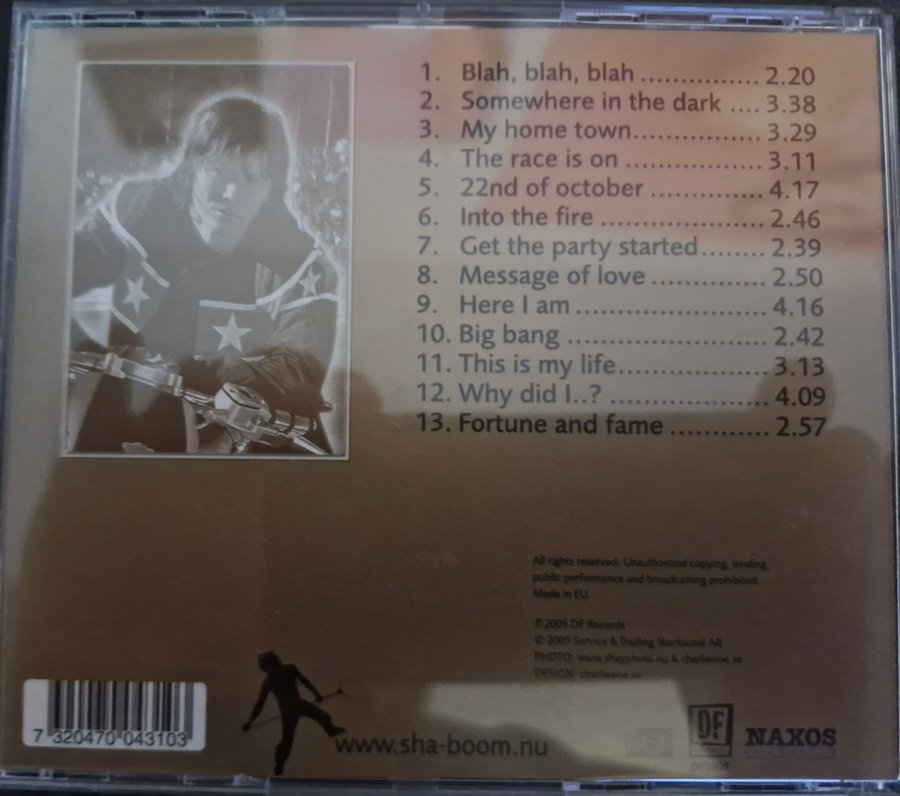 1. Blah, blah, blah ............... 2.20
2. Somewhere in the dark .... 3.38
3. My home town................ 3.29
4. The race is on ................. 3.11
5. 22nd of october .............. 4.17
6. Into the fire ..................... 2.46
7. Get the party started........ 2.39
8. Message of love ............... 2.50
9. Here I am ........................ 4.16
10. Big bang ......................... 2.42
11. This is my life................... 3.13
12. Why did I..? .................... 4.09
13. Fortune and fame ............ 2.57
All rights reserved. Unauthorized copying, lending,
public performance and broadcasting prohibited.
Made in EU.
℗ 2005 DF Records
© 2005 Service & Trading Stocksund AB
PHOTO: www.shayphoto.nu & charlieone.se
DESIGN: charlieone.se
7 320470 043103
www.sha-boom.nu
DF
NAXOS